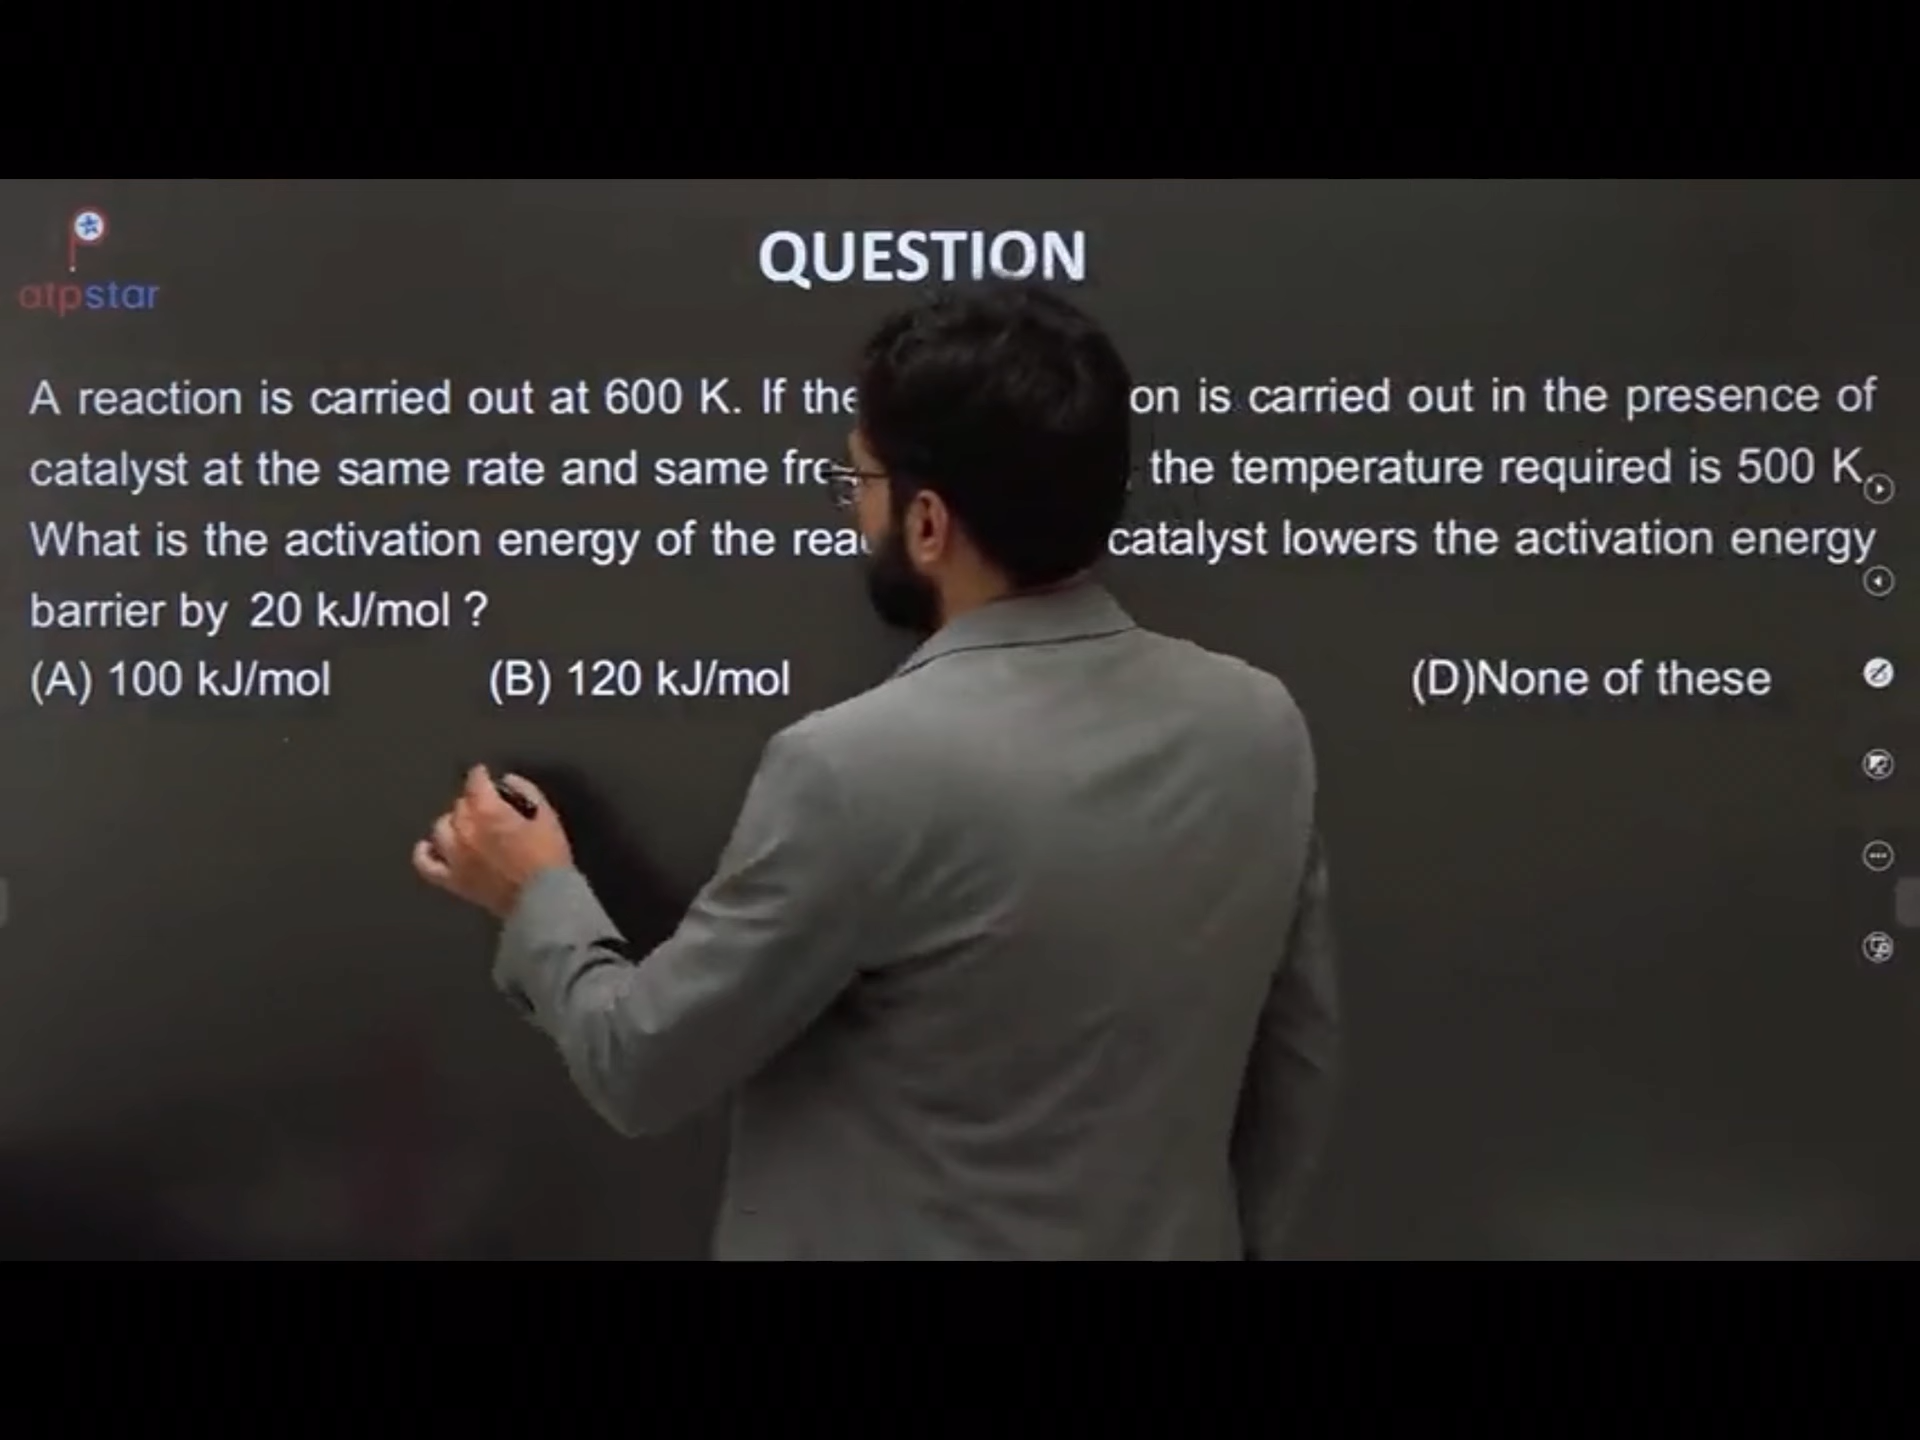 atpstar
QUESTION
A reaction is carried out at 600 K. If the on is carried out in the presence of
catalyst at the same rate and same fre the temperature required is 500 K.
What is the activation energy of the rea catalyst lowers the activation energy
barrier by 20 kJ/mol ?
(A) 100 kJ/mol (B) 120 kJ/mol (D)None of these